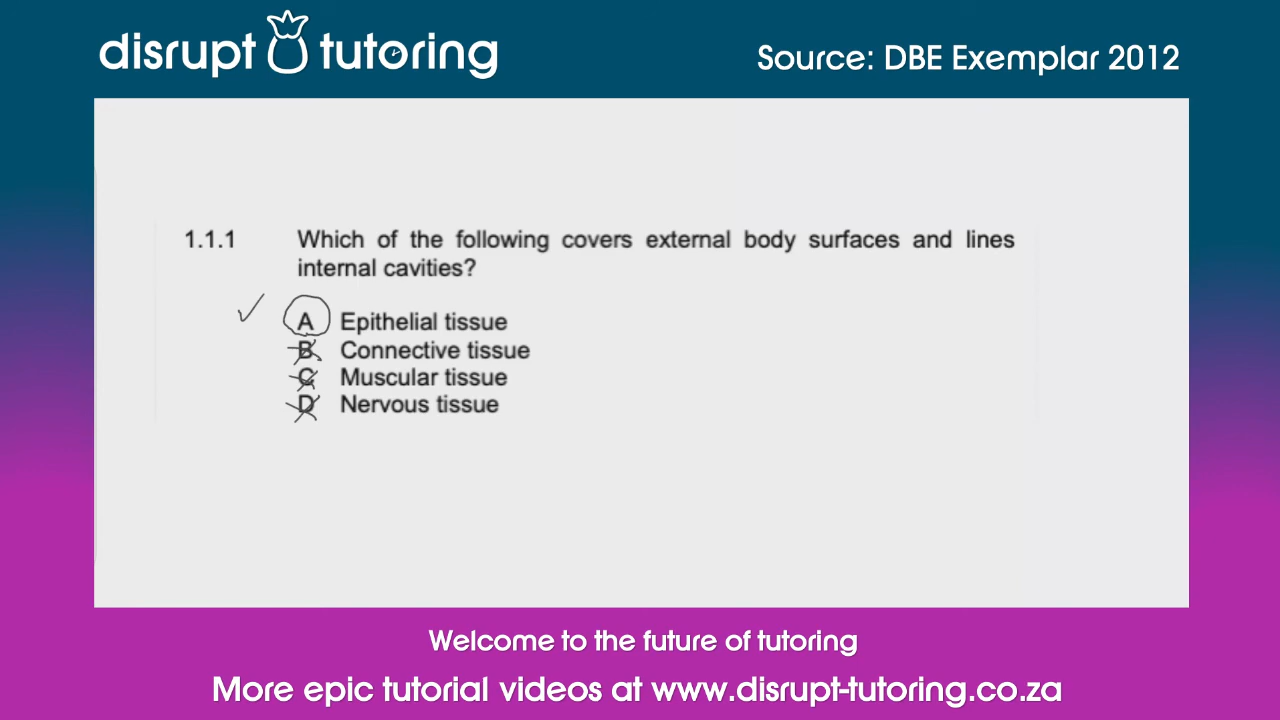 disrupt tutoring
Source: DBE Exemplar 2012
1.1.1 Which of the following covers external body surfaces and lines
internal cavities?
A Epithelial tissue
B Connective tissue
C Muscular tissue
D Nervous tissue
Welcome to the future of tutoring
More epic tutorial videos at www.disrupt-tutoring.co.za